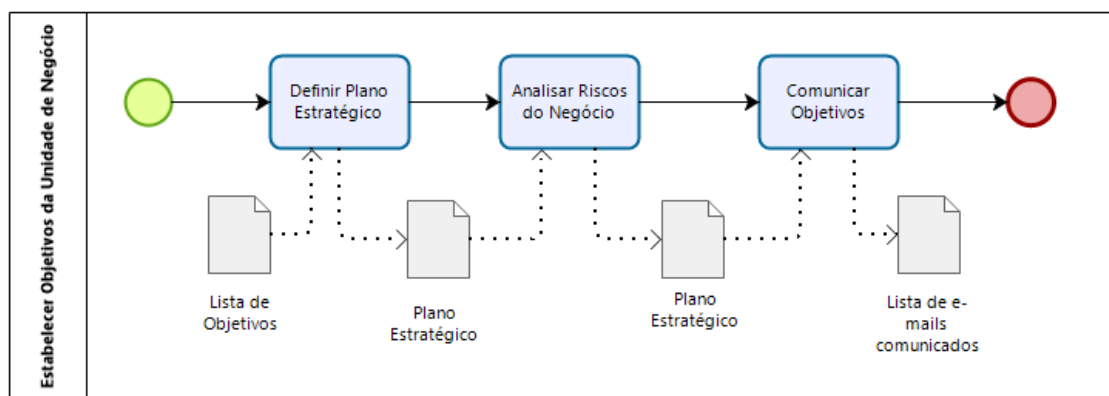 Estabelecer Objetivos da Unidade de Negócio
Definir Plano
Estratégico
Analisar Riscos
do Negócio
Comunicar
Objetivos
Lista de
Objetivos
Plano
Estratégico
Plano
Estratégico
Lista de e-
mails
comunicados